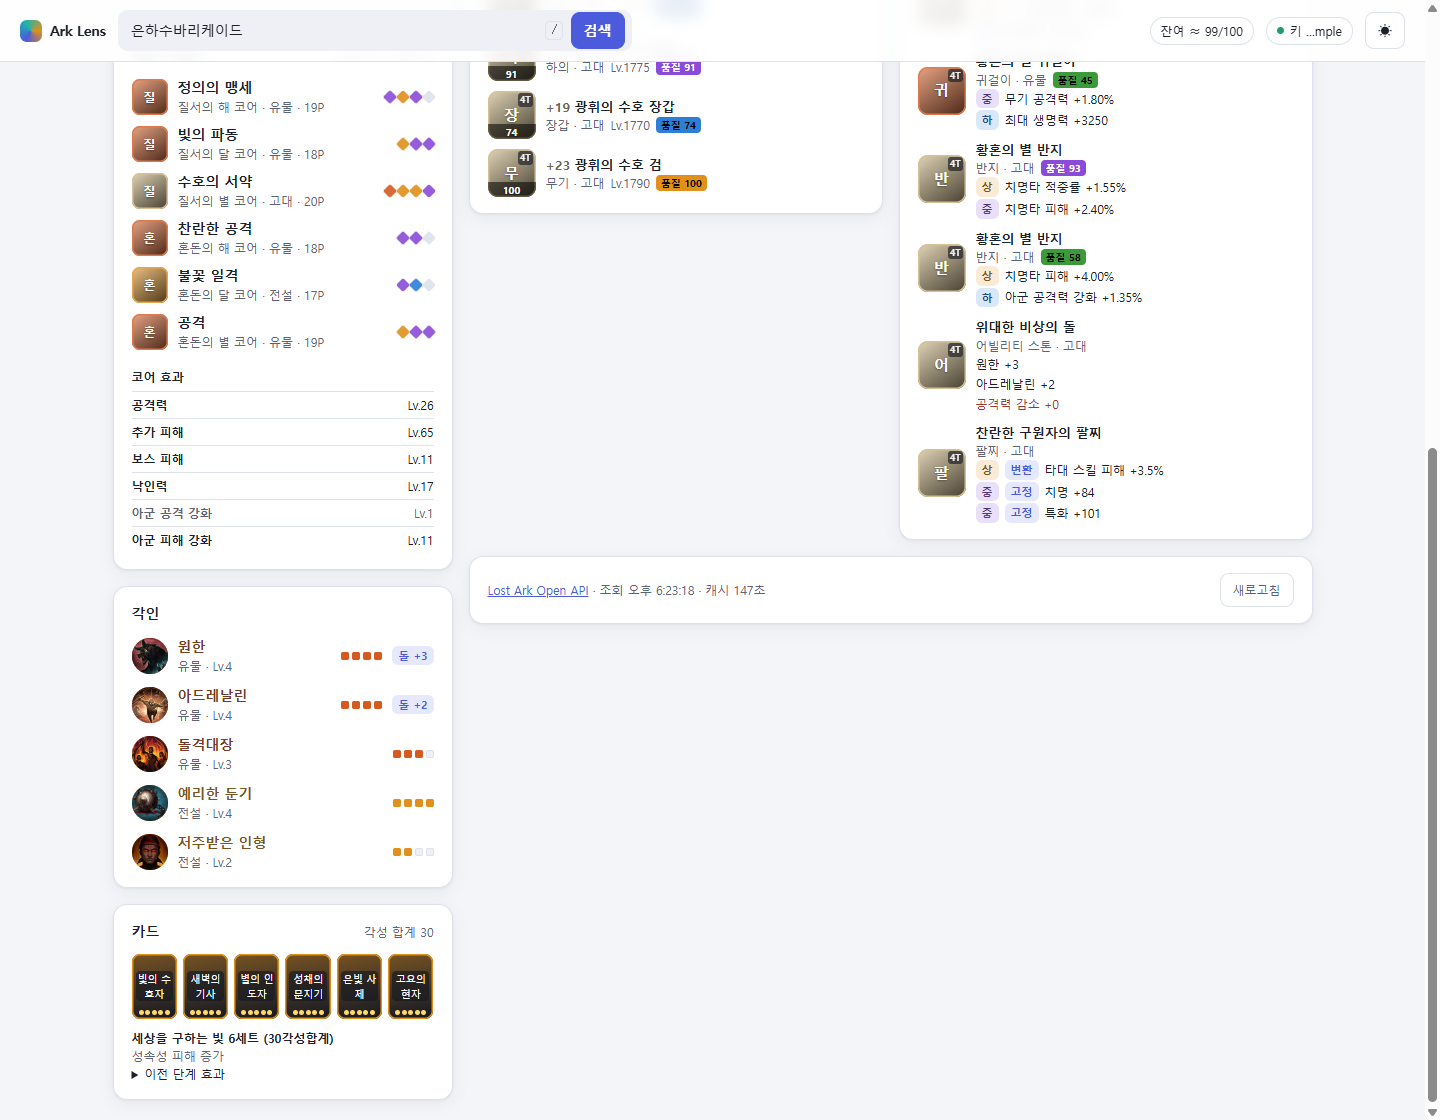 Ark Lens
은하수바리케이드
/
검색
잔여 ≈ 99/100
키 …mple
질
정의의 맹세
질서의 해 코어 · 유물 · 19P
질
빛의 파동
질서의 달 코어 · 유물 · 18P
질
수호의 서약
질서의 별 코어 · 고대 · 20P
혼
찬란한 공격
혼돈의 해 코어 · 유물 · 18P
혼
불꽃 일격
혼돈의 달 코어 · 전설 · 17P
혼
공격
혼돈의 별 코어 · 유물 · 19P
코어 효과
공격력 Lv.26
추가 피해 Lv.65
보스 피해 Lv.11
낙인력 Lv.17
아군 공격 강화 Lv.1
아군 피해 강화 Lv.11
각인
원한
유물 · Lv.4
돌 +3
아드레날린
유물 · Lv.4
돌 +2
돌격대장
유물 · Lv.3
예리한 둔기
전설 · Lv.4
저주받은 인형
전설 · Lv.2
카드
각성 합계 30
빛의 수호자
새벽의 기사
별의 인도자
성채의 문지기
은빛 사제
고요의 현자
세상을 구하는 빛 6세트 (30각성합계)
성속성 피해 증가
▶ 이전 단계 효과
91
하의 · 고대 Lv.1775 품질 91
장 4T 74
+19 광휘의 수호 장갑
장갑 · 고대 Lv.1770 품질 74
무 4T 100
+23 광휘의 수호 검
무기 · 고대 Lv.1790 품질 100
귀 4T
황혼의 별 귀걸이
귀걸이 · 유물 품질 45
중 무기 공격력 +1.80%
하 최대 생명력 +3250
반 4T
황혼의 별 반지
반지 · 고대 품질 93
상 치명타 적중률 +1.55%
중 치명타 피해 +2.40%
반 4T
황혼의 별 반지
반지 · 고대 품질 58
상 치명타 피해 +4.00%
하 아군 공격력 강화 +1.35%
어 4T
위대한 비상의 돌
어빌리티 스톤 · 고대
원한 +3
아드레날린 +2
공격력 감소 +0
팔 4T
찬란한 구원자의 팔찌
팔찌 · 고대
상 변환 타대 스킬 피해 +3.5%
중 고정 치명 +84
중 고정 특화 +101
Lost Ark Open API · 조회 오후 6:23:18 · 캐시 147초
새로고침